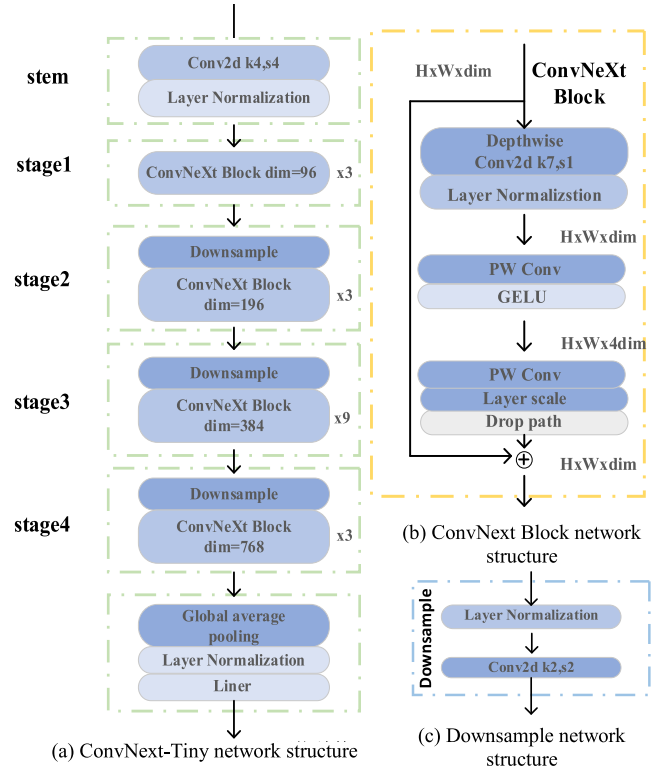 stem
Conv2d k4,s4
Layer Normalization
stage1
ConvNeXt Block dim=96
x3
stage2
Downsample
ConvNeXt Block
dim=196
x3
stage3
Downsample
ConvNeXt Block
dim=384
x9
stage4
Downsample
ConvNeXt Block
dim=768
x3
Global average
pooling
Layer Normalization
Liner
(a) ConvNext-Tiny network structure
HxWxdim
ConvNeXt
Block
Depthwise
Conv2d k7,s1
Layer Normalizstion
HxWxdim
PW Conv
GELU
HxWx4dim
PW Conv
Layer scale
Drop path
HxWxdim
(b) ConvNext Block network
structure
Downsample
Layer Normalization
Conv2d k2,s2
(c) Downsample network
structure